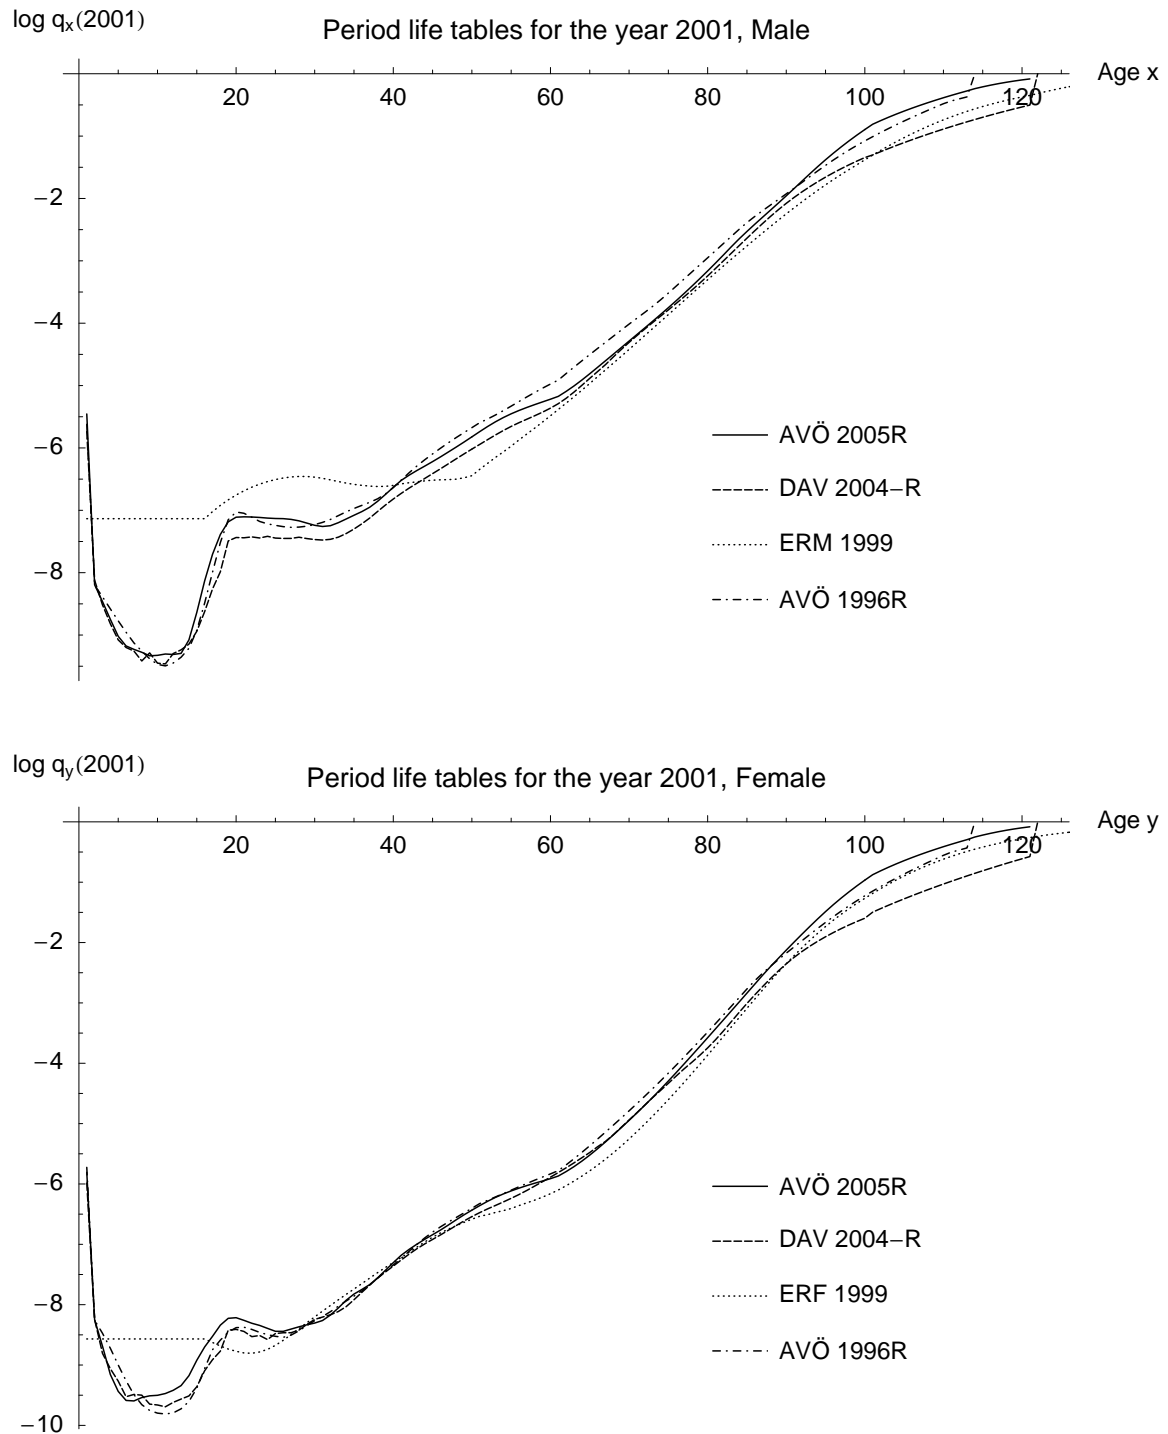 log qx(2001)
Period life tables for the year 2001, Male
Age x
20 40 60 80 100 120
−2
−4
−6
−8
AVÖ 2005R
DAV 2004−R
ERM 1999
AVÖ 1996R
log qy(2001)
Period life tables for the year 2001, Female
Age y
20 40 60 80 100 120
−2
−4
−6
−8
−10
AVÖ 2005R
DAV 2004−R
ERF 1999
AVÖ 1996R